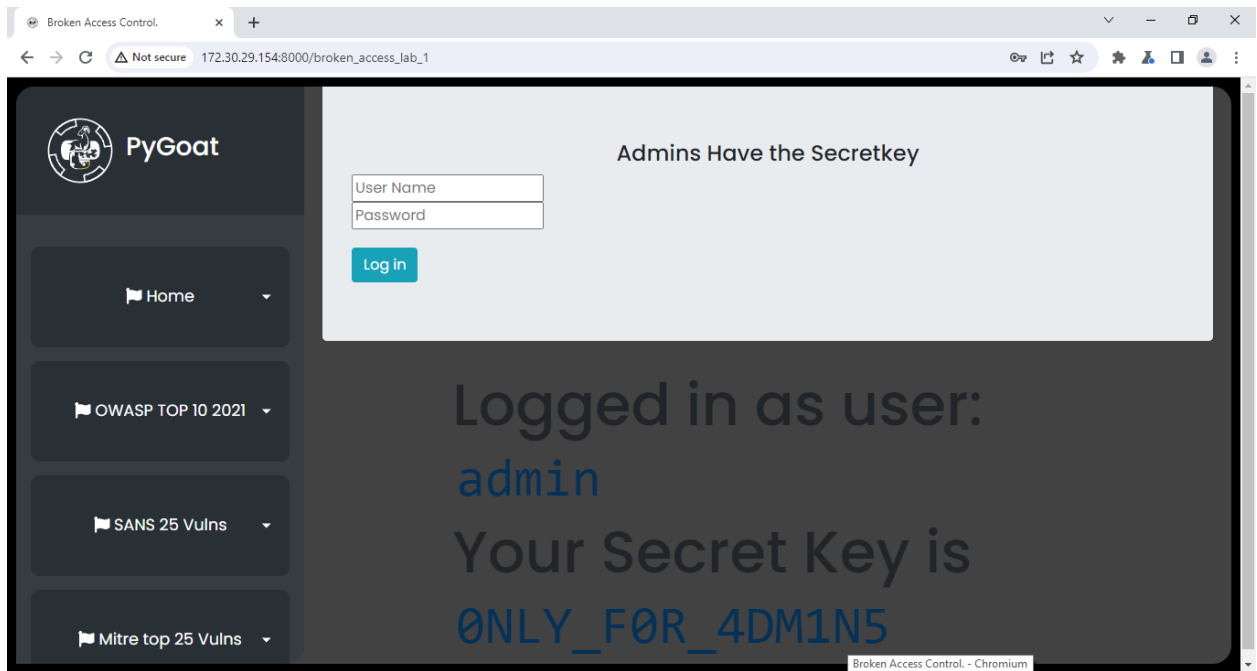 Broken Access Control.
Not secure 172.30.29.154:8000/broken_access_lab_1
PyGoat
Home
OWASP TOP 10 2021
SANS 25 Vulns
Mitre top 25 Vulns
Admins Have the Secretkey
User Name
Password
Log in
Logged in as user:
admin
Your Secret Key is
0NLY_F0R_4DM1N5
Broken Access Control. - Chromium